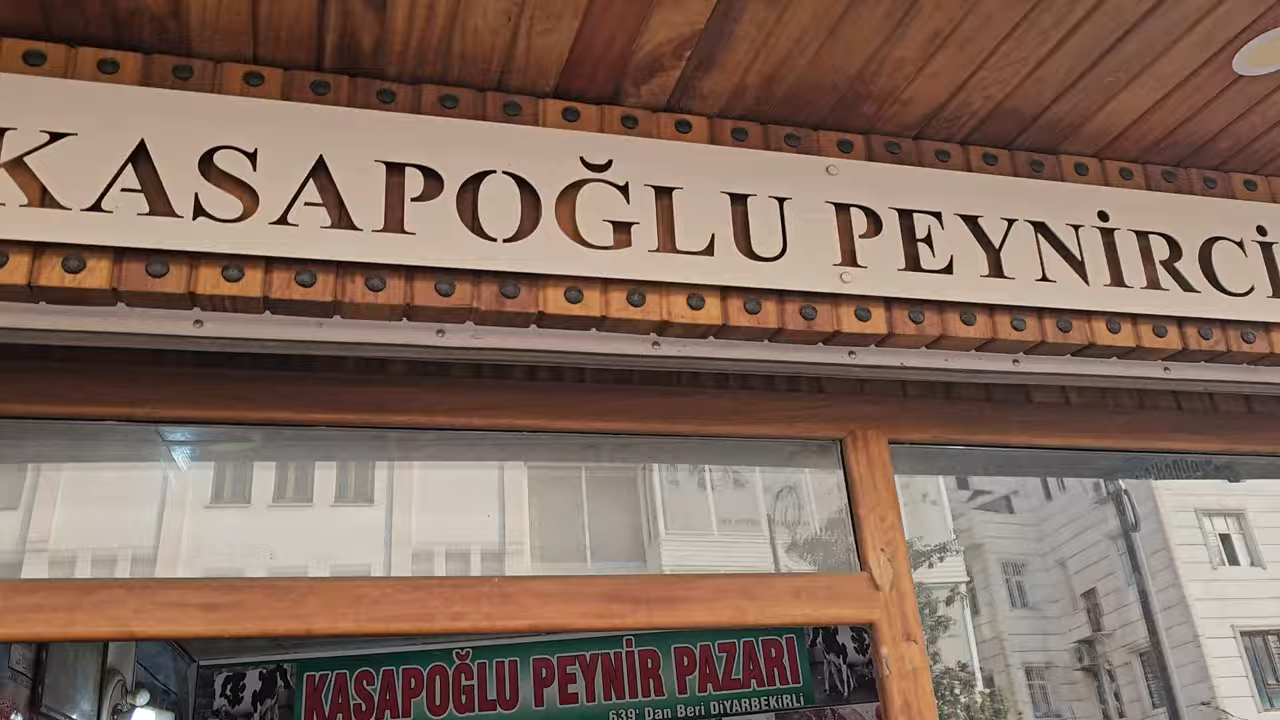 KASAPOĞLU PEYNİRCİ
KASAPOĞLU PEYNİR PAZARI
639' Dan Beri DİYARBEKİRLİ